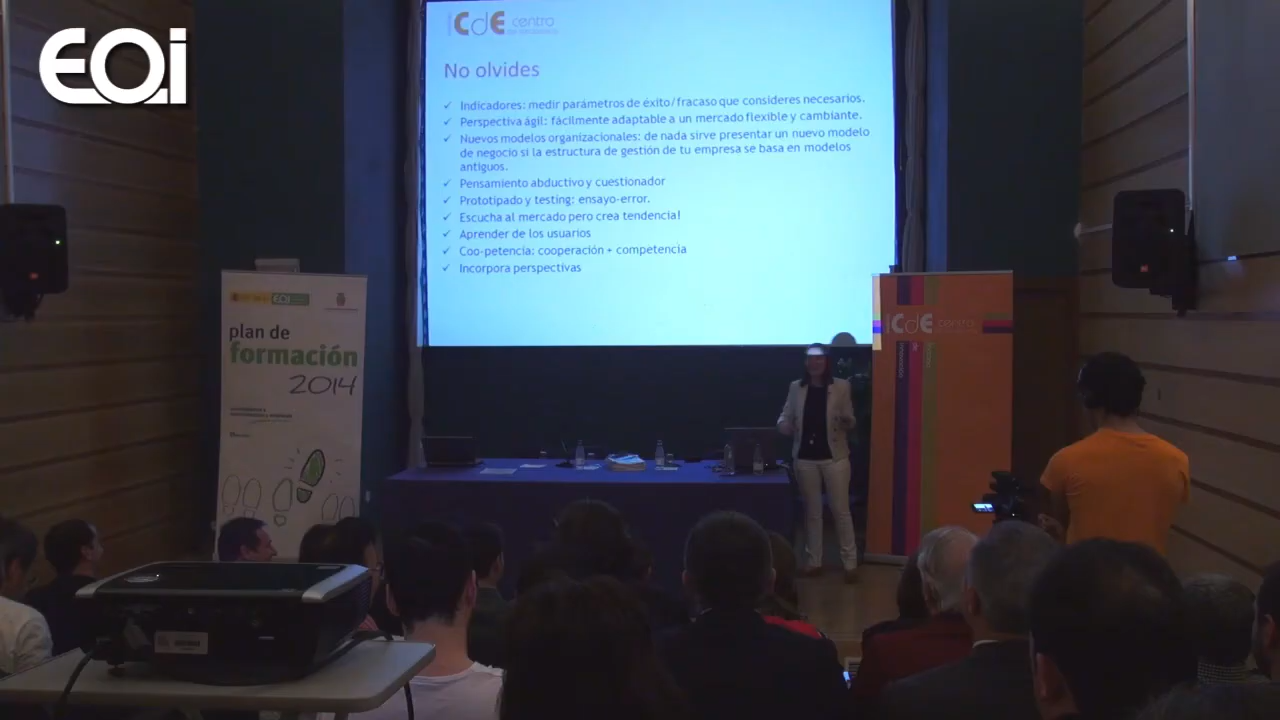 EOi
CdE centro
No olvides
✓ Indicadores: medir parámetros de éxito/fracaso que consideres necesarios.
✓ Perspectiva ágil: fácilmente adaptable a un mercado flexible y cambiante.
✓ Nuevos modelos organizacionales: de nada sirve presentar un nuevo modelo
de negocio si la estructura de gestión de tu empresa se basa en modelos
antiguos.
✓ Pensamiento abductivo y cuestionador
✓ Prototipado y testing: ensayo-error.
✓ Escucha al mercado pero crea tendencia!
✓ Aprender de los usuarios
✓ Coo-petencia: cooperación + competencia
✓ Incorpora perspectivas
EOi
plan de
formación
2014
CdE centro